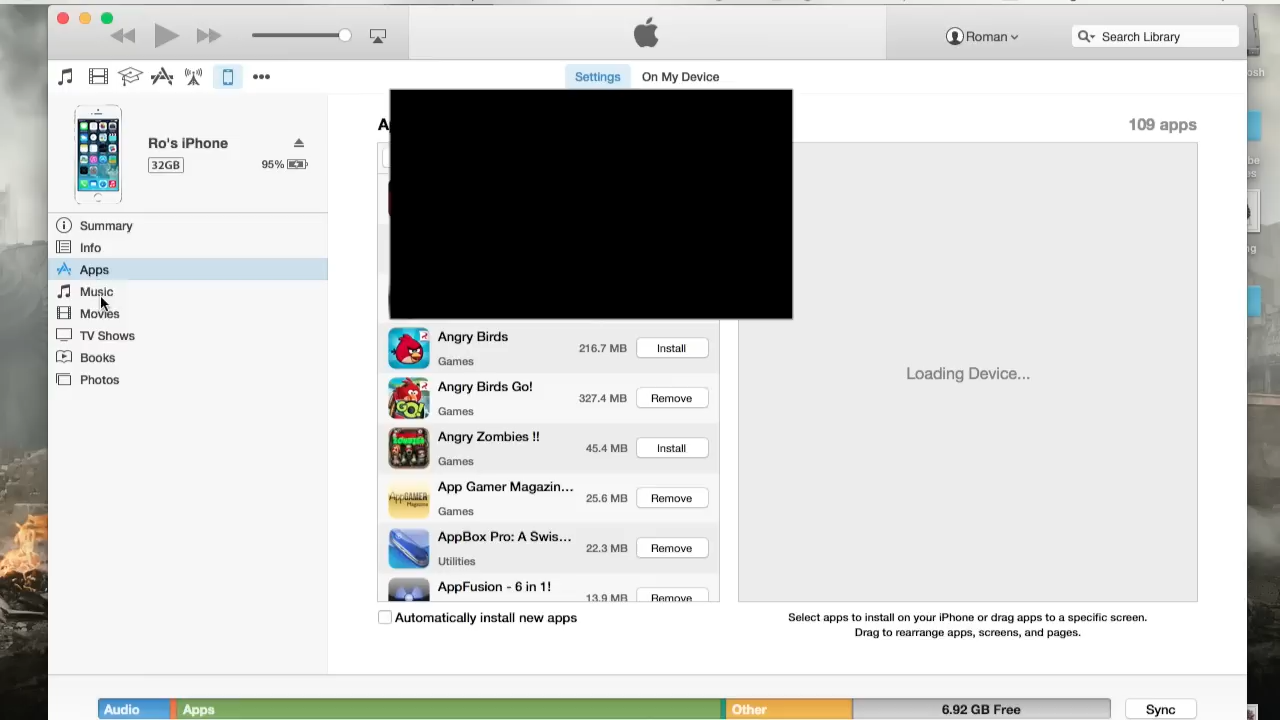 Roman
Search Library
Settings
On My Device
Ro's iPhone
32GB
95%
Summary
Info
Apps
Music
Movies
TV Shows
Books
Photos
A
109 apps
Angry Birds
Games
216.7 MB
Install
Angry Birds Go!
Games
327.4 MB
Remove
Angry Zombies !!
Games
45.4 MB
Install
App Gamer Magazin...
Games
25.6 MB
Remove
AppBox Pro: A Swis...
Utilities
22.3 MB
Remove
AppFusion - 6 in 1!
13.9 MB
Remove
Loading Device...
Automatically install new apps
Select apps to install on your iPhone or drag apps to a specific screen.
Drag to rearrange apps, screens, and pages.
Audio
Apps
Other
6.92 GB Free
Sync